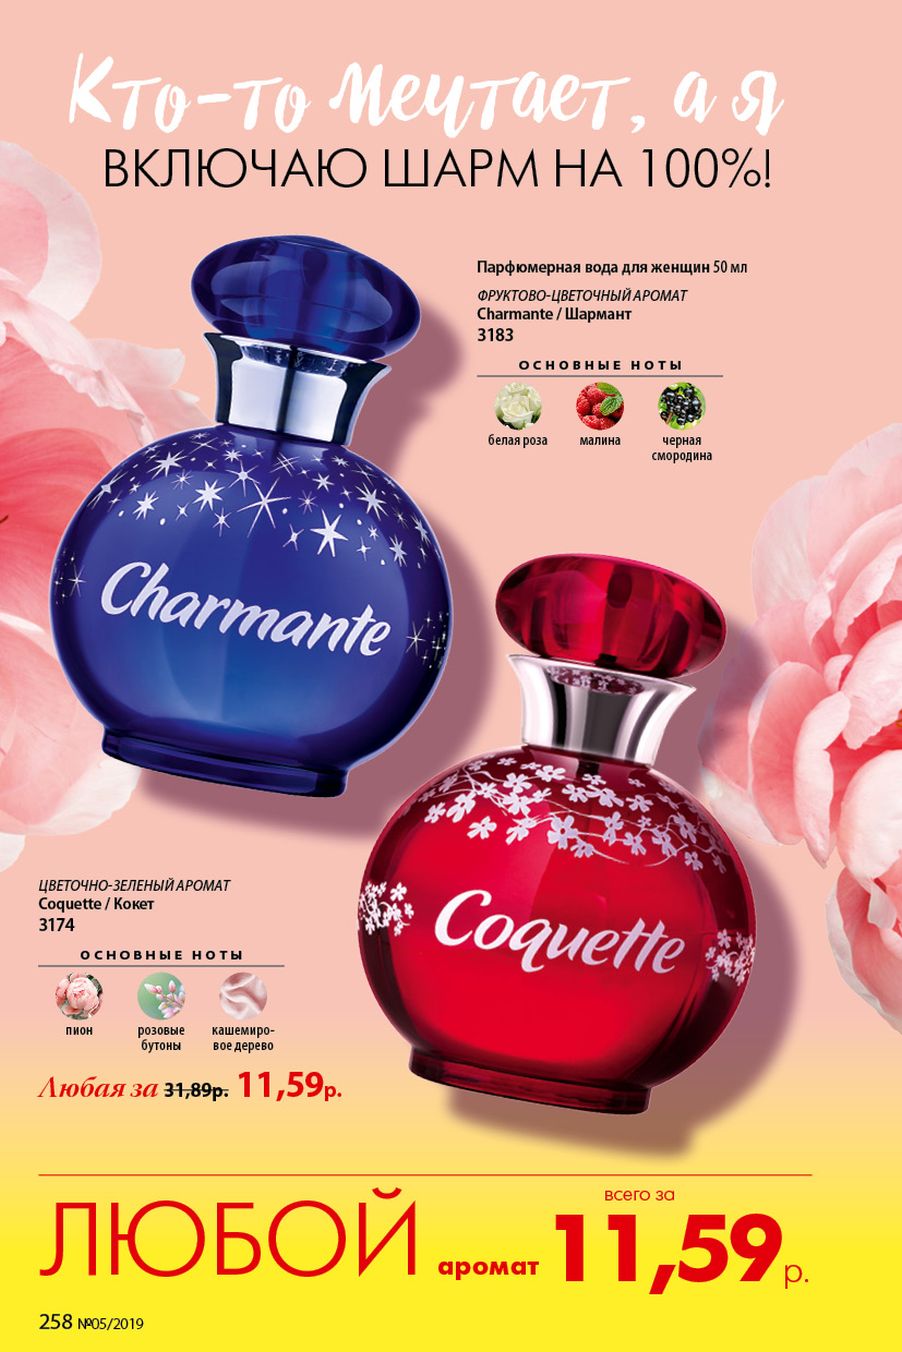 Кто-то мечтает, а я
ВКЛЮЧАЮ ШАРМ НА 100%!
Парфюмерная вода для женщин 50 мл
ФРУКТОВО-ЦВЕТОЧНЫЙ АРОМАТ
Charmante / Шармант
3183
ОСНОВНЫЕ НОТЫ
белая роза
малина
черная
смородина
Charmante
Coquette
ЦВЕТОЧНО-ЗЕЛЕНЫЙ АРОМАТ
Coquette / Кокет
3174
ОСНОВНЫЕ НОТЫ
пион
розовые
бутоны
кашемиро-
вое дерево
Любая за 31,89р. 11,59р.
ЛЮБОЙ аромат
всего за
11,59 р.
258 №05/2019